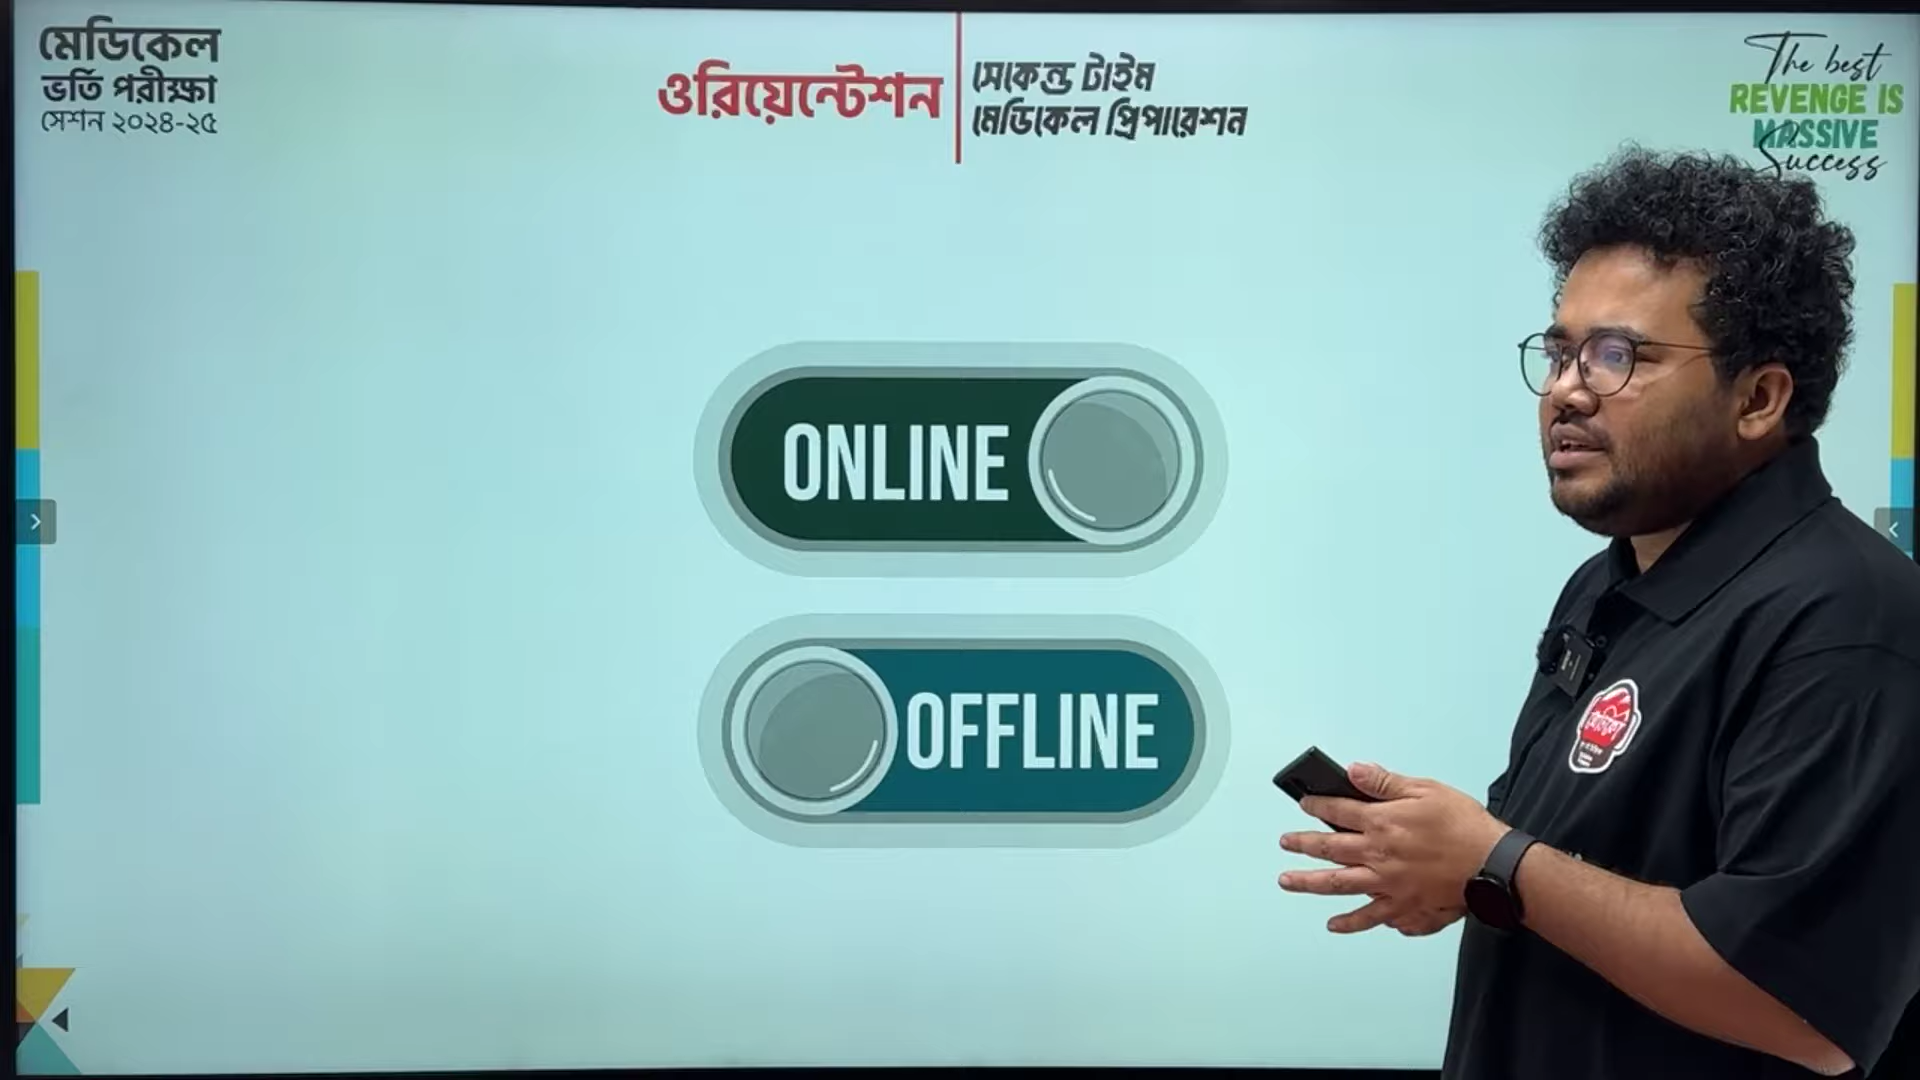 মেডিকেল
ভর্তি পরীক্ষা
সেশন ২০২৪-২৫
ওরিয়েন্টেশন
সেকেন্ড টাইম
মেডিকেল প্রিপারেশন
The best
REVENGE IS
MASSIVE
Success
ONLINE
OFFLINE